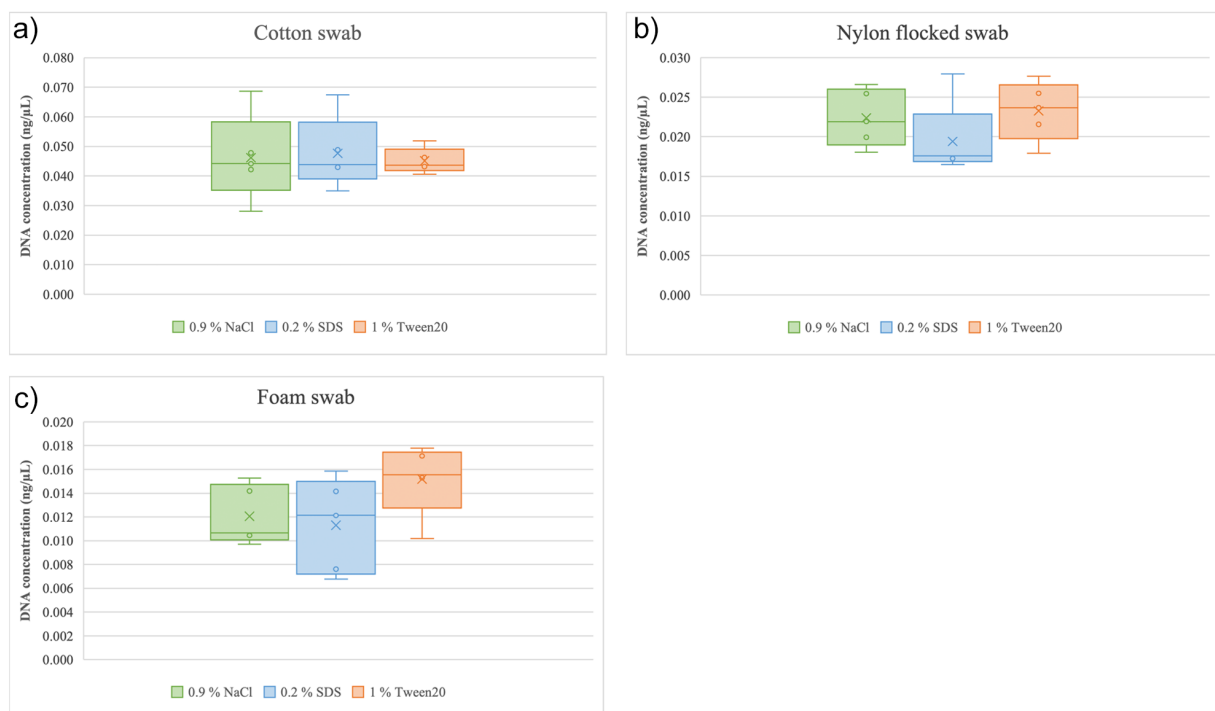 a)
Cotton swab
DNA concentration (ng/µL)
0.080
0.070
0.060
0.050
0.040
0.030
0.020
0.010
0.000
0.9 % NaCl 0.2 % SDS 1 % Tween20
b)
Nylon flocked swab
DNA concentration (ng/µL)
0.030
0.025
0.020
0.015
0.010
0.005
0.000
0.9 % NaCl 0.2 % SDS 1 % Tween20
c)
Foam swab
DNA concentration (ng/µL)
0.020
0.018
0.016
0.014
0.012
0.010
0.008
0.006
0.004
0.002
0.000
0.9 % NaCl 0.2 % SDS 1 % Tween20